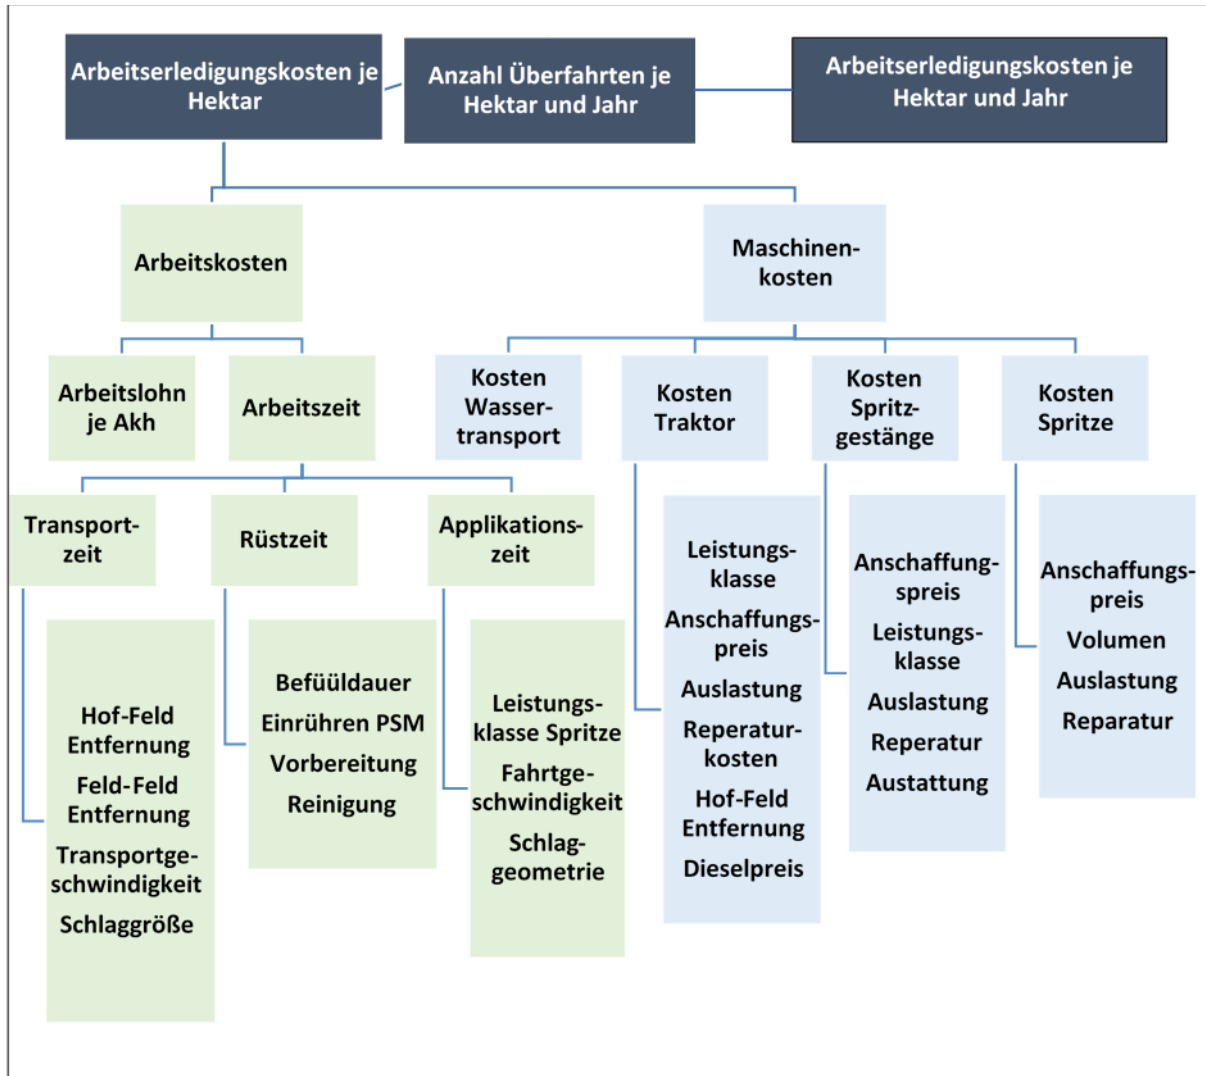 Arbeitserledigungskosten je
Hektar
Anzahl Überfahrten je
Hektar und Jahr
Arbeitserledigungskosten je
Hektar und Jahr
Arbeitskosten
Maschinen-
kosten
Arbeitslohn
je Akh
Arbeitszeit
Kosten
Wasser-
transport
Kosten
Traktor
Kosten
Spritz-
gestänge
Kosten
Spritze
Transport-
zeit
Rüstzeit
Applikations-
zeit
Hof-Feld
Entfernung
Feld-Feld
Entfernung
Transportge-
schwindigkeit
Schlaggröße
Befüüldauer
Einrühren PSM
Vorbereitung
Reinigung
Leistungs-
klasse Spritze
Fahrtge-
schwindigkeit
Schlag-
geometrie
Leistungs-
klasse
Anschaffungs-
preis
Auslastung
Reperatur-
kosten
Hof-Feld
Entfernung
Dieselpreis
Anschaffung-
spreis
Leistungs-
klasse
Auslastung
Reperatur
Austattung
Anschaffungs-
preis
Volumen
Auslastung
Reparatur